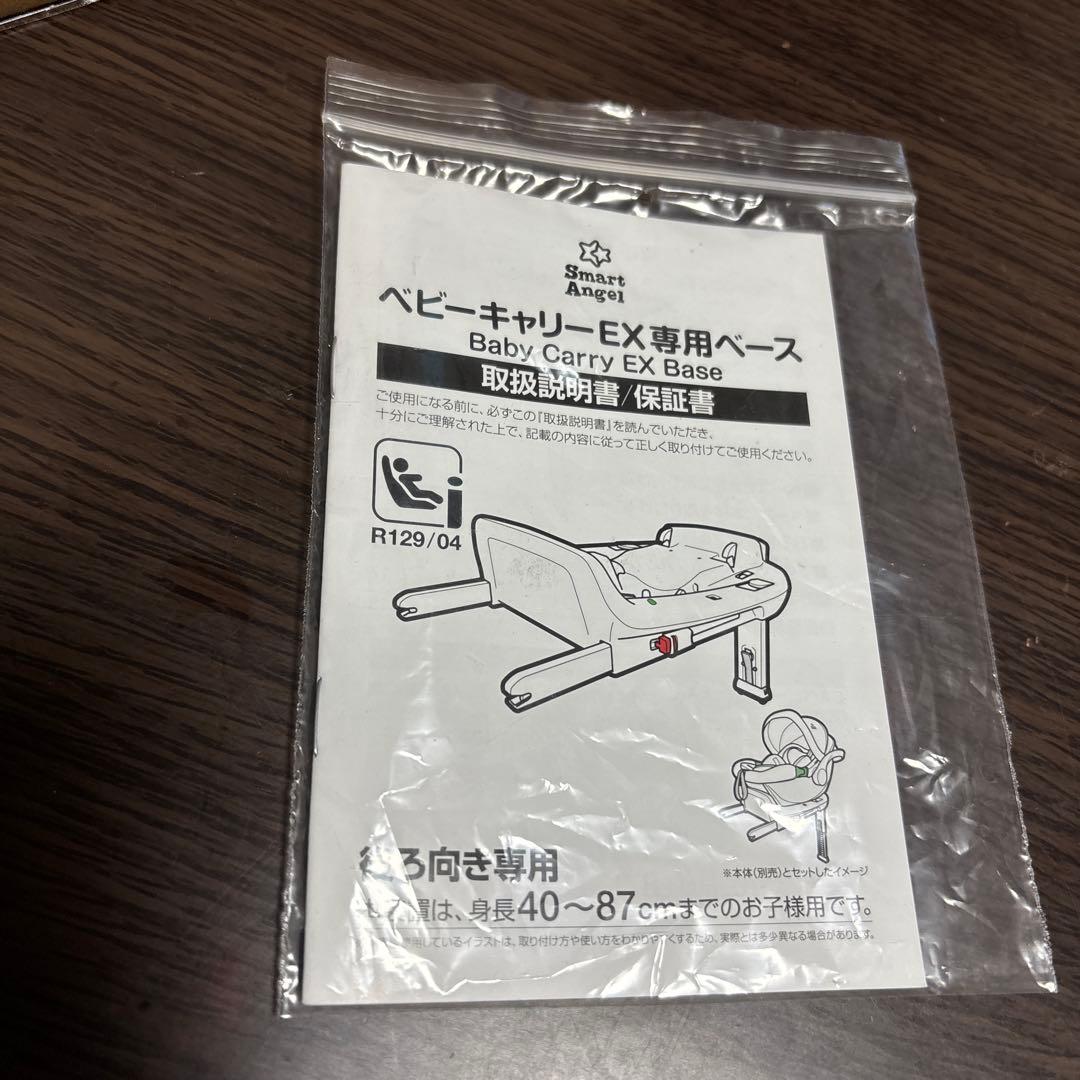 Smart
Angel
ベビーキャリーEX専用ベース
Baby Carry EX Base
取扱説明書/保証書
ご使用になる前に、必ずこの『取扱説明書』を読んでいただき、
十分にご理解された上で、記載の内容に従って正しく取り付けてご使用ください。
i
R129/04
※本体(別売)とセットしたイメージ
後ろ向き専用
置は、身長40〜87cmまでのお子様用です。
使用しているイラストは、取り付け方や使い方をわかりやすくするため、実際とは多少異なる場合があります。